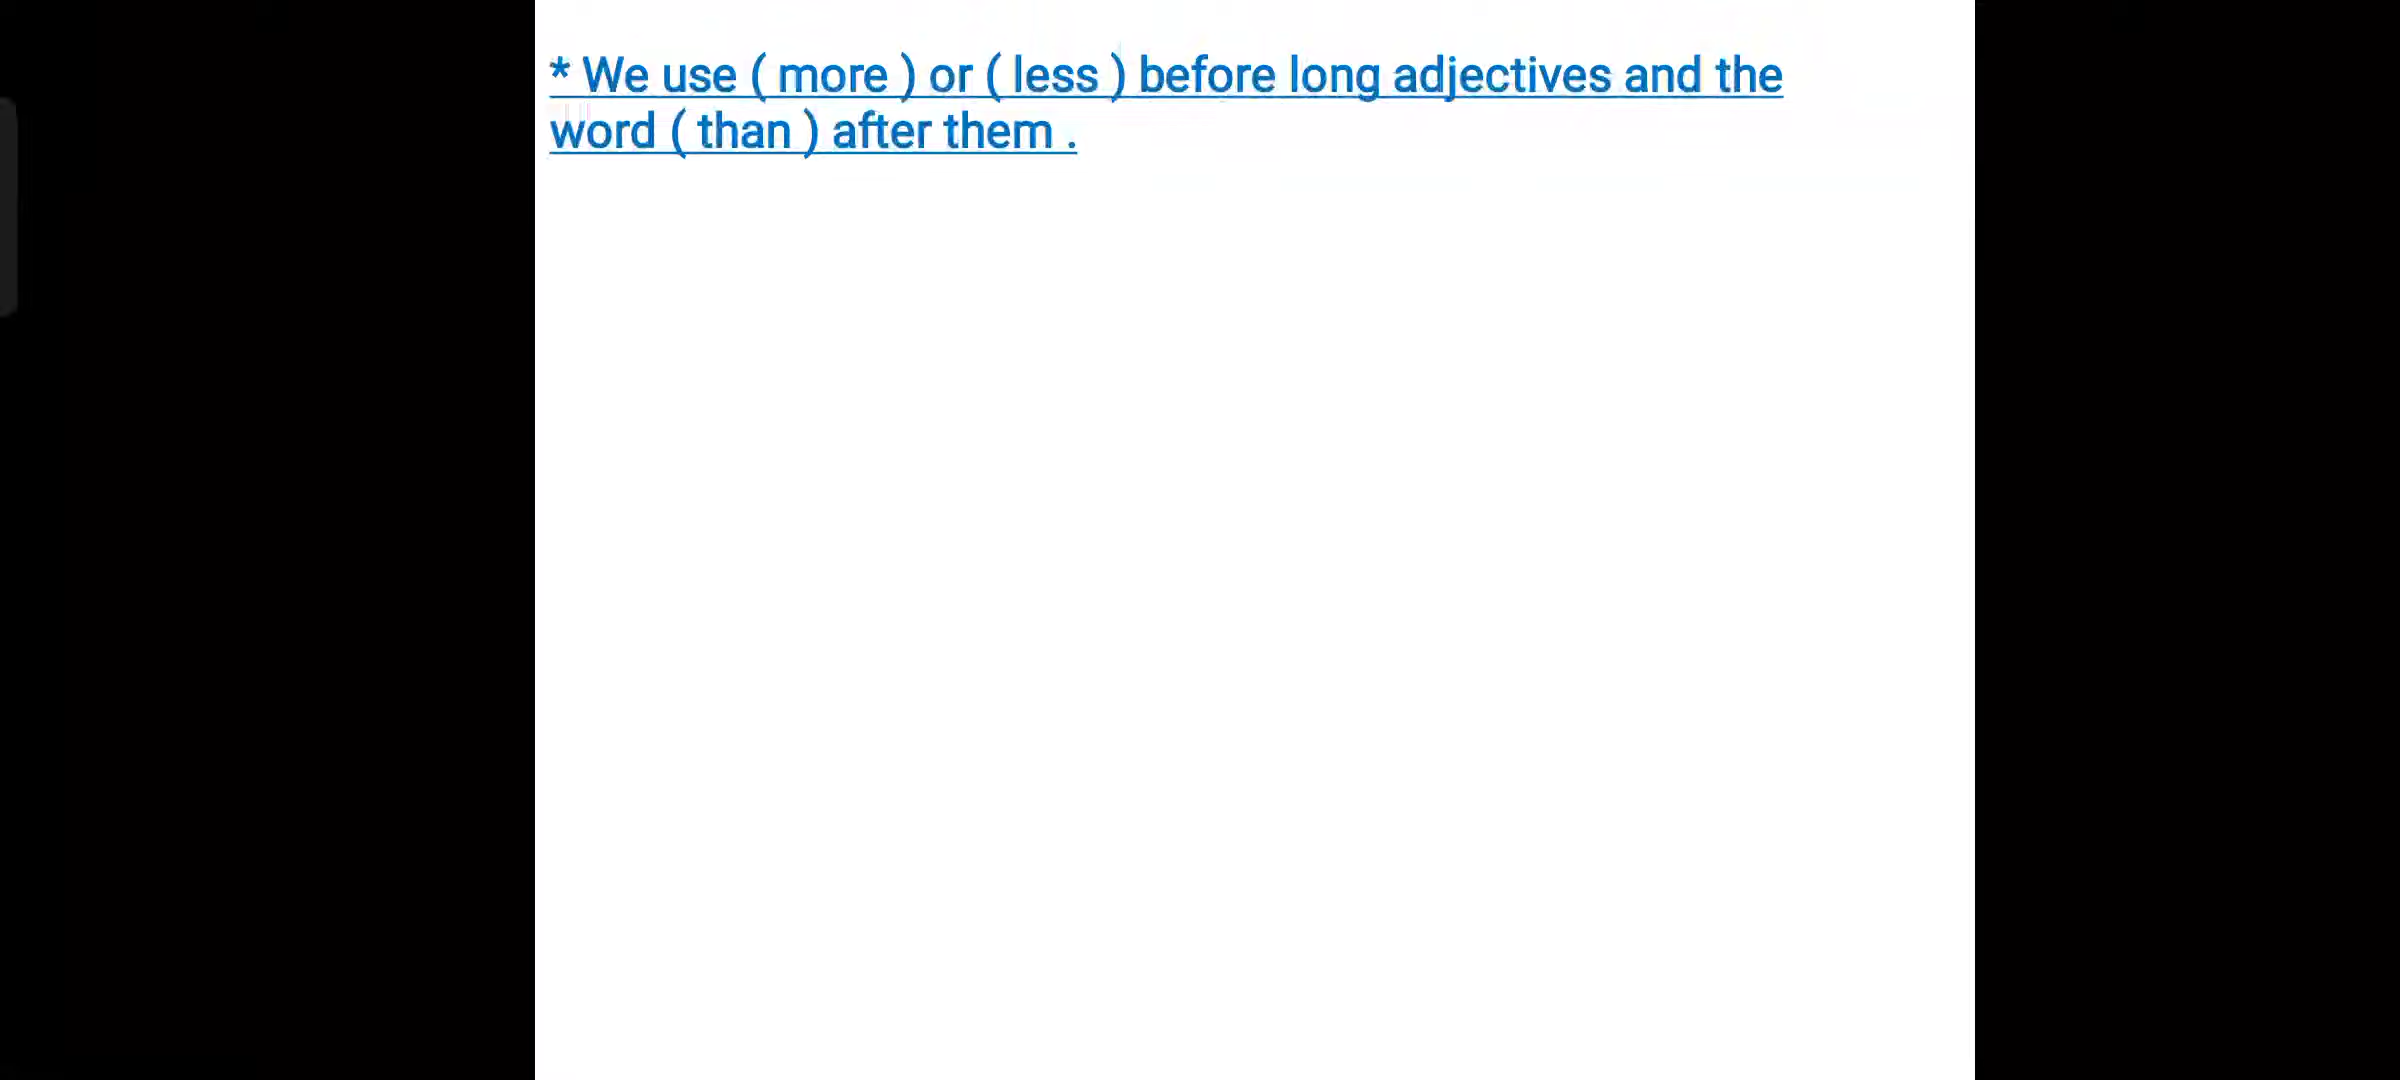 * We use ( more ) or ( less ) before long adjectives and the
word ( than ) after them .